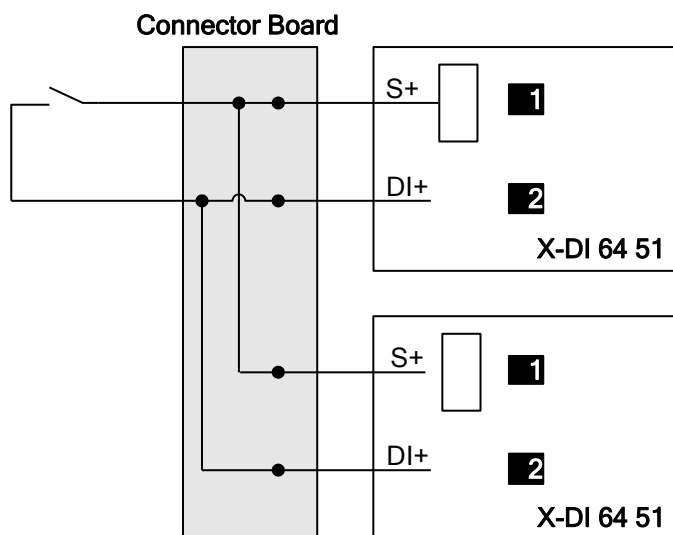 Connector Board
S+
1
DI+
2
X-DI 64 51
S+
1
DI+
2
X-DI 64 51